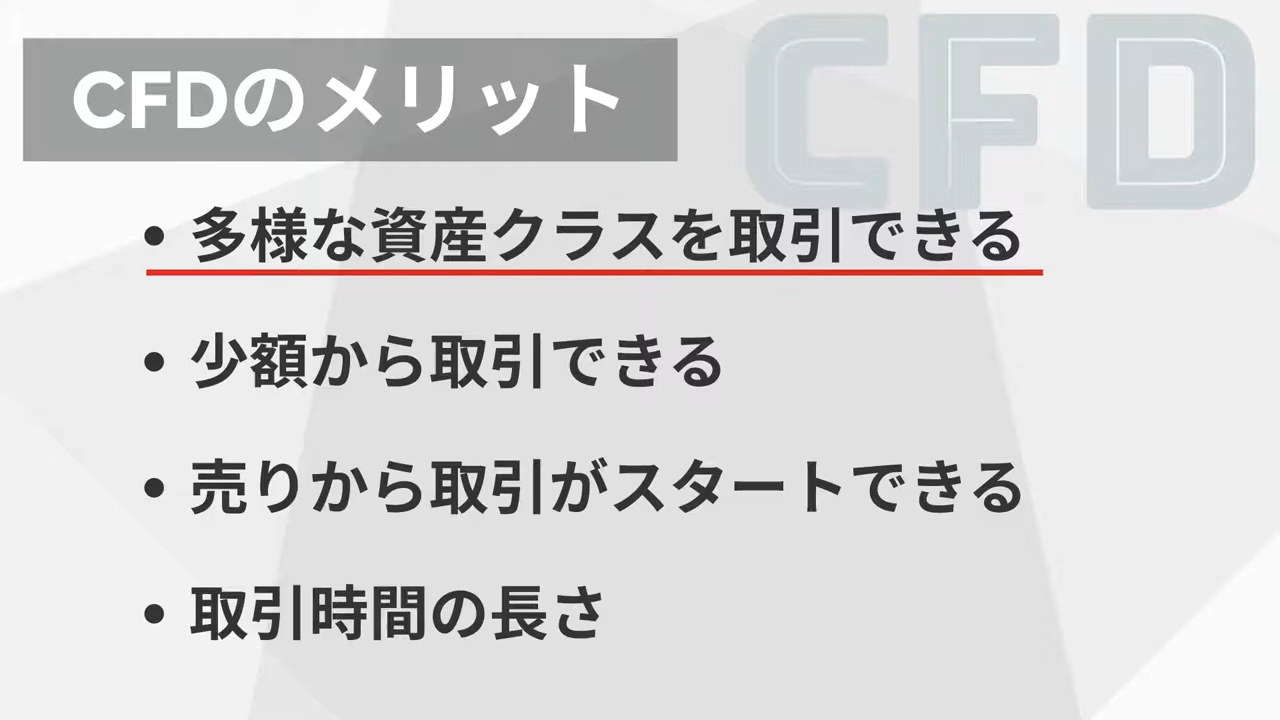 CFD
CFDのメリット
• 多様な資産クラスを取引できる
• 少額から取引できる
• 売りから取引がスタートできる
• 取引時間の長さ